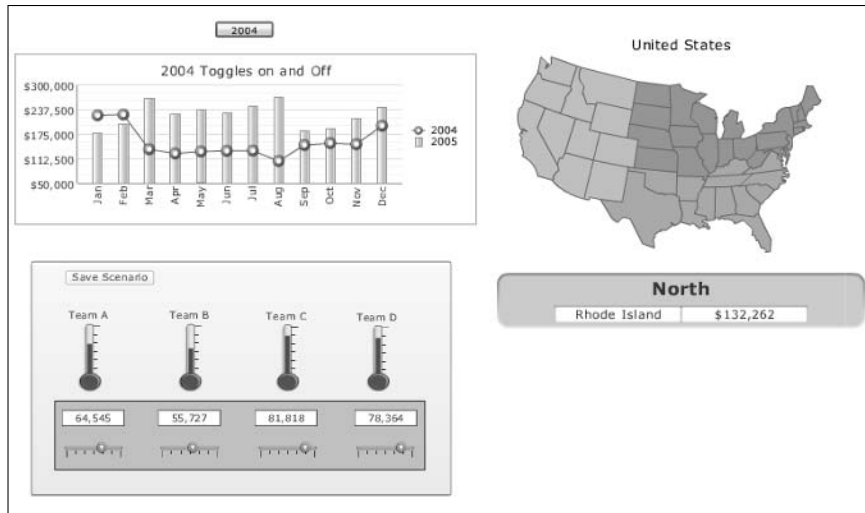 2004
2004 Toggles on and Off
$300,000
$237,500
$175,000
$112,500
$50,000
Jan
Feb
Mar
Apr
May
Jun
Jul
Aug
Sep
Oct
Nov
Dec
2004
2005
United States
North
Rhode Island $132,262
Save Scenario
Team A Team B Team C Team D
64,545 55,727 81,818 78,364